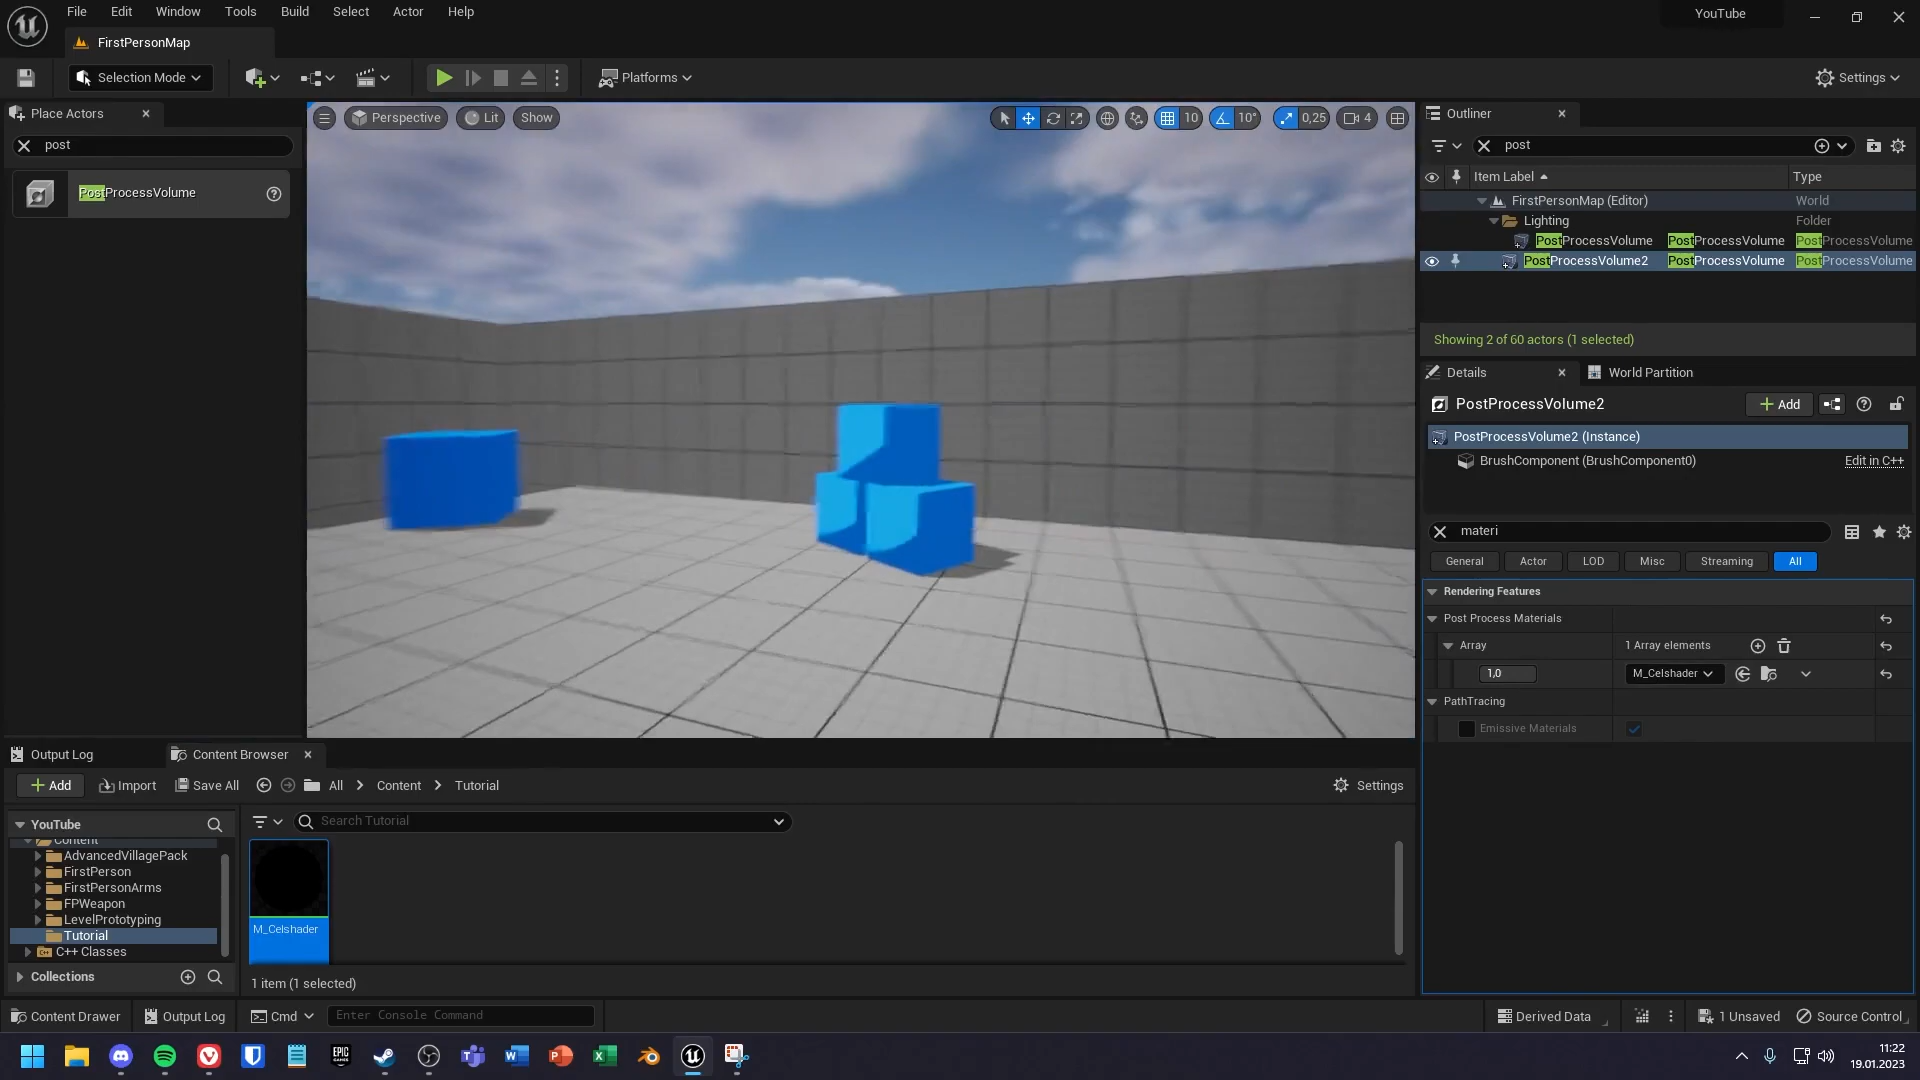 File Edit Window Tools Build Select Actor Help
YouTube
FirstPersonMap
Selection Mode
Platforms
Settings
Place Actors
post
PostProcessVolume
Perspective
Lit
Show
10
10°
0,25
4
Outliner
post
Item Label
Type
FirstPersonMap (Editor)
World
Lighting
Folder
PostProcessVolume PostProcessVolume PostProcessVolume
PostProcessVolume2 PostProcessVolume PostProcessVolume
Showing 2 of 60 actors (1 selected)
Details
World Partition
PostProcessVolume2
Add
PostProcessVolume2 (Instance)
BrushComponent (BrushComponent0)
Edit in C++
materi
General Actor LOD Misc Streaming All
Rendering Features
Post Process Materials
Array
1 Array elements
1,0
M_Celshader
PathTracing
Emissive Materials
Output Log
Content Browser
Add
Import
Save All
All
Content
Tutorial
Settings
YouTube
Search Tutorial
Content
AdvancedVillagePack
FirstPerson
FirstPersonArms
FPWeapon
LevelPrototyping
Tutorial
C++ Classes
Collections
M_Celshader
1 item (1 selected)
Content Drawer
Output Log
Cmd
Enter Console Command
Derived Data
1 Unsaved
Source Control
EPIC
GAMES
11:22
19.01.2023